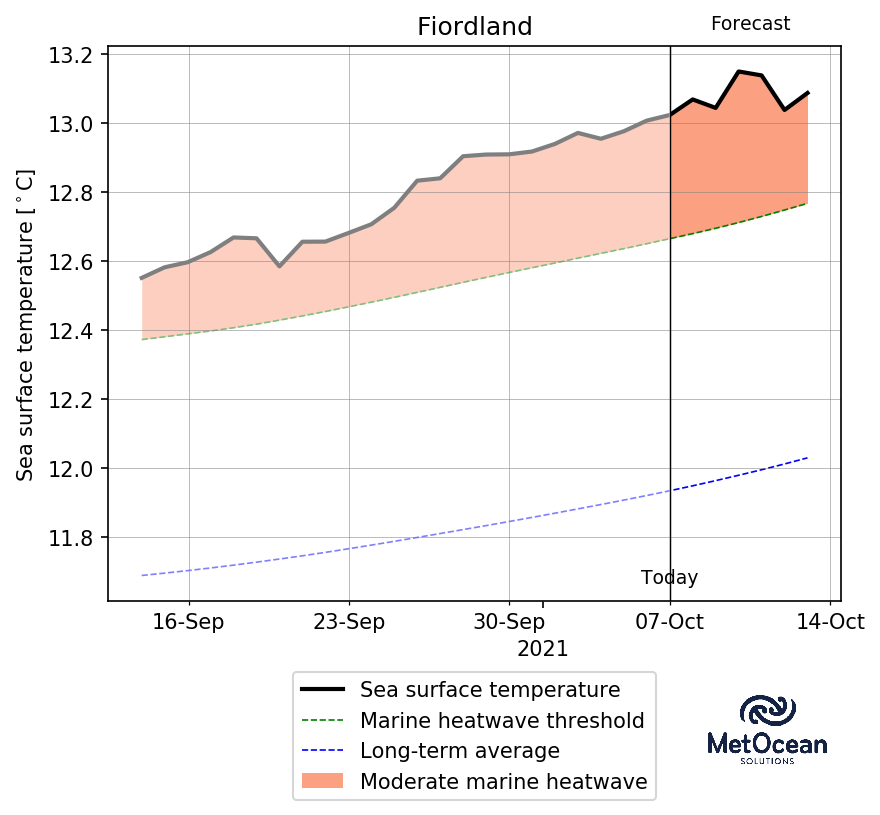 Fiordland
Forecast
13.2
13.0
12.8
12.6
12.4
12.2
12.0
11.8
Sea surface temperature [°C]
Today
16-Sep 23-Sep 30-Sep 07-Oct 14-Oct
2021
Sea surface temperature
Marine heatwave threshold
Long-term average
Moderate marine heatwave
MetOcean
SOLUTIONS